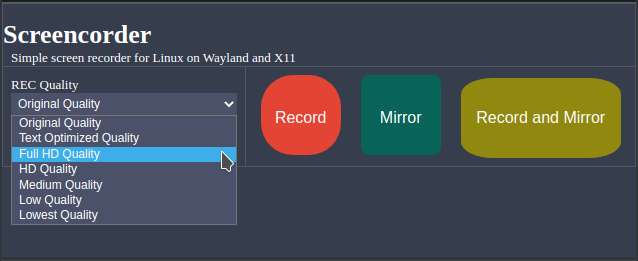 Screencorder
Simple screen recorder for Linux on Wayland and X11
REC Quality
Original Quality
Original Quality
Text Optimized Quality
Full HD Quality
HD Quality
Medium Quality
Low Quality
Lowest Quality
Record
Mirror
Record and Mirror